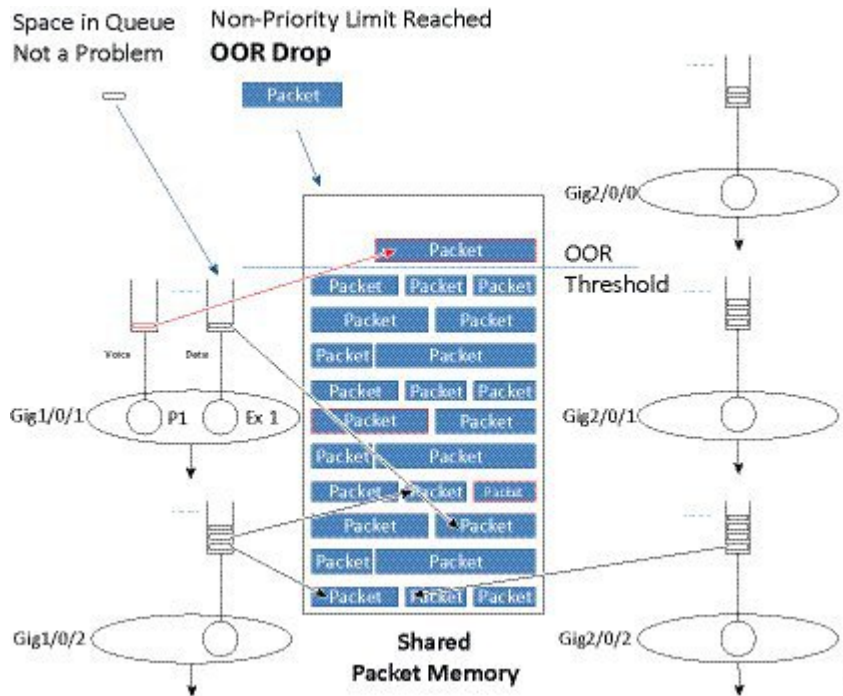 Space in Queue
Not a Problem
Non-Priority Limit Reached
OOR Drop
Packet
Gig2/0/0
Packet
OOR
Threshold
Packet Packet Packet
Packet Packet
Voice
Data
Packet Packet
Packet Packet Packet
Gig1/0/1
P1
Ex 1
Packet Packet
Gig2/0/1
Packet Packet
Packet Packet Packet
Packet Packet
Packet Packet
Packet Packet Packet
Gig1/0/2
Shared
Packet Memory
Gig2/0/2